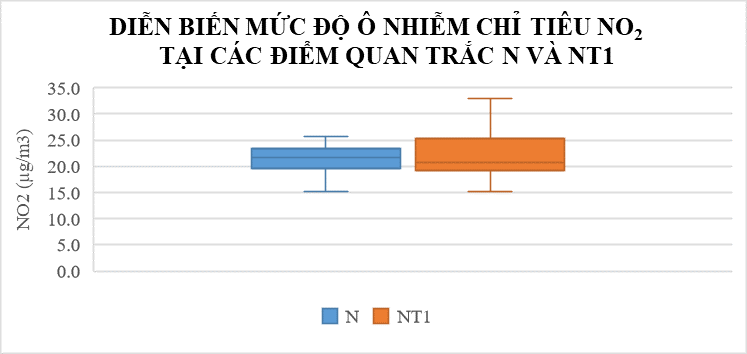 DIỄN BIẾN MỨC ĐỘ Ô NHIỄM CHỈ TIÊU NO₂
TẠI CÁC ĐIỂM QUAN TRẮC N VÀ NT1
35.0
30.0
25.0
20.0
15.0
10.0
5.0
0.0
NO2 (µg/m3)
N NT1